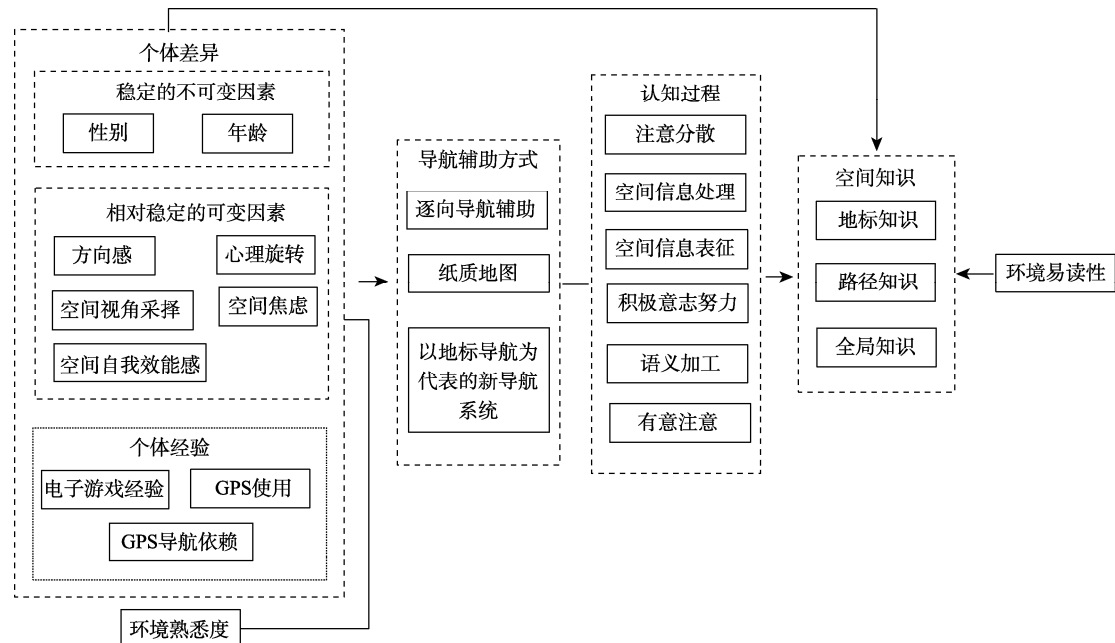 个体差异
稳定的不可变因素
性别
年龄
相对稳定的可变因素
方向感
心理旋转
空间视角采择
空间焦虑
空间自我效能感
个体经验
电子游戏经验
GPS使用
GPS导航依赖
环境熟悉度
导航辅助方式
逐向导航辅助
纸质地图
以地标导航为
代表的新导航
系统
认知过程
注意分散
空间信息处理
空间信息表征
积极意志努力
语义加工
有意注意
空间知识
地标知识
路径知识
全局知识
环境易读性